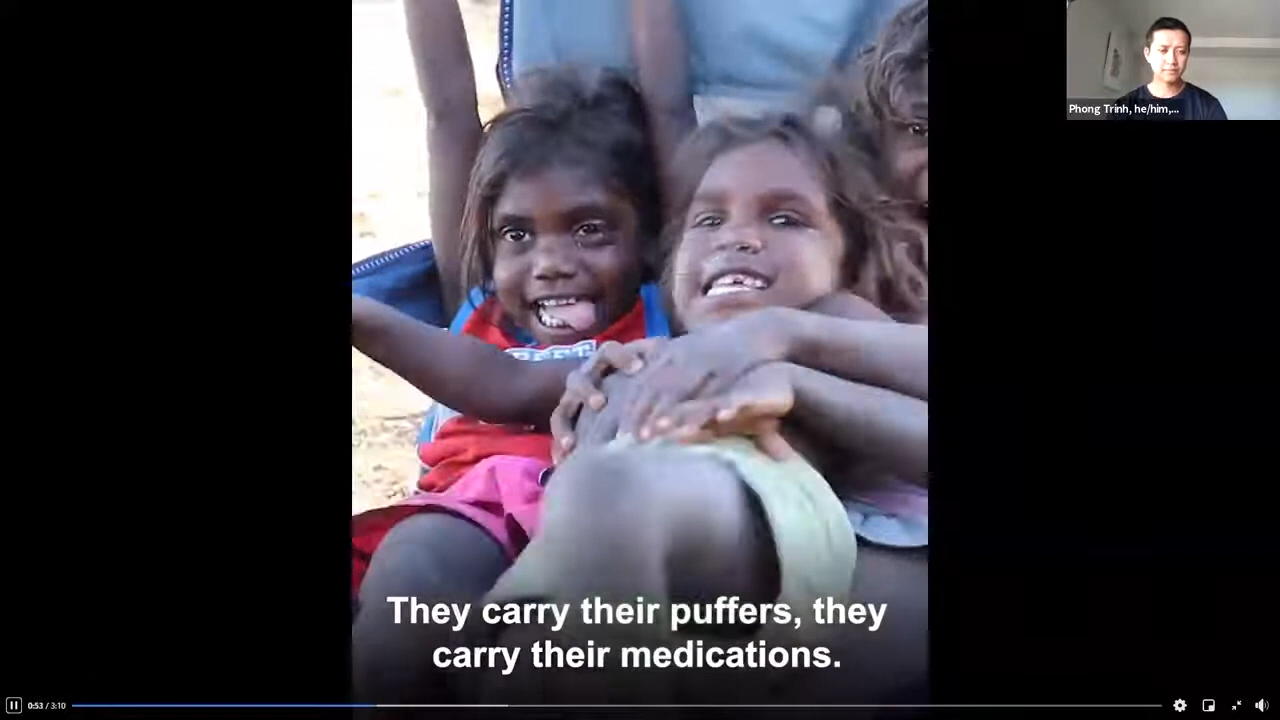 Phong Trinh, he/him,...
They carry their puffers, they
carry their medications.
0:53 / 3:10